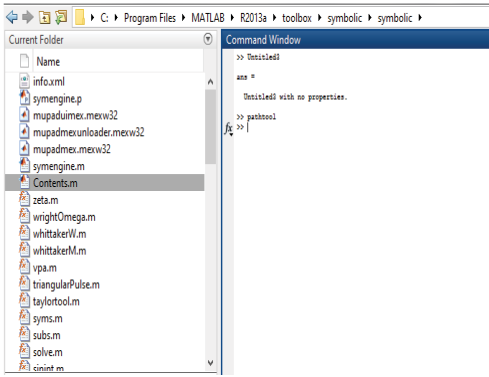 C: ▸ Program Files ▸ MATLAB ▸ R2013a ▸ toolbox ▸ symbolic ▸ symbolic ▸
Current Folder
Name
info.xml
symengine.p
mupaduimex.mexw32
mupadmexunloader.mexw32
mupadmex.mexw32
symengine.m
Contents.m
zeta.m
wrightOmega.m
whittakerW.m
whittakerM.m
vpa.m
triangularPulse.m
taylortool.m
syms.m
subs.m
solve.m
sinint.m
Command Window
>> Untitled3
ans =
Untitled3 with no properties.
>> pathtool
fx >>